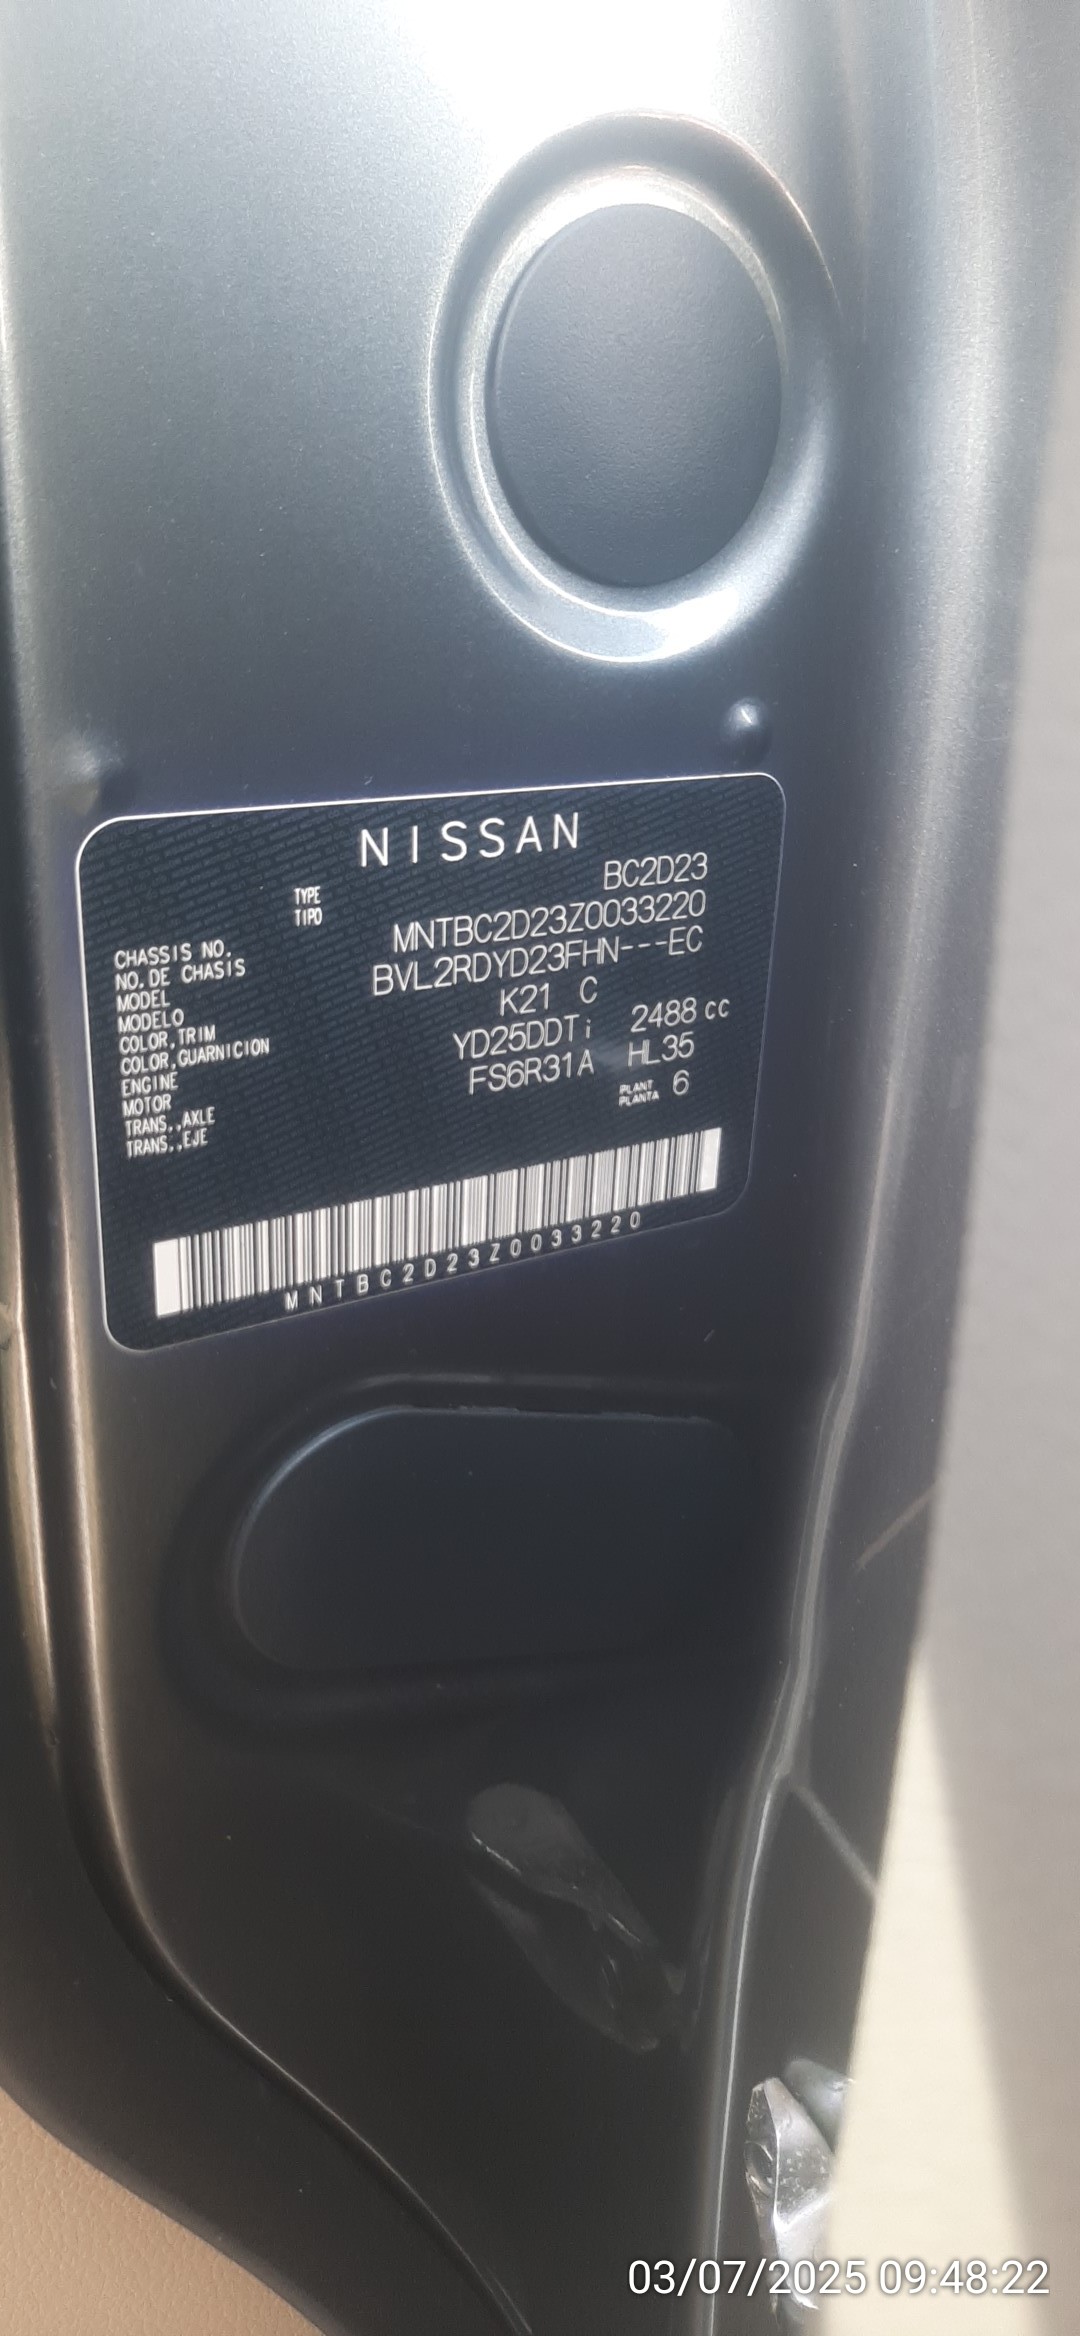 NISSAN
TYPE
TIPO
BC2D23
CHASSIS NO.
NO. DE CHASIS
MNTBC2D23Z0033220
MODEL
MODELO
BVL2RDYD23FHN---EC
COLOR,TRIM
COLOR,GUARNICION
K21 C
ENGINE
MOTOR
YD25DDTi 2488 cc
TRANS.,AXLE
TRANS.,EJE
FS6R31A HL35
PLANT
PLANTA 6
MNTBC2D23Z0033220
03/07/2025 09:48:22